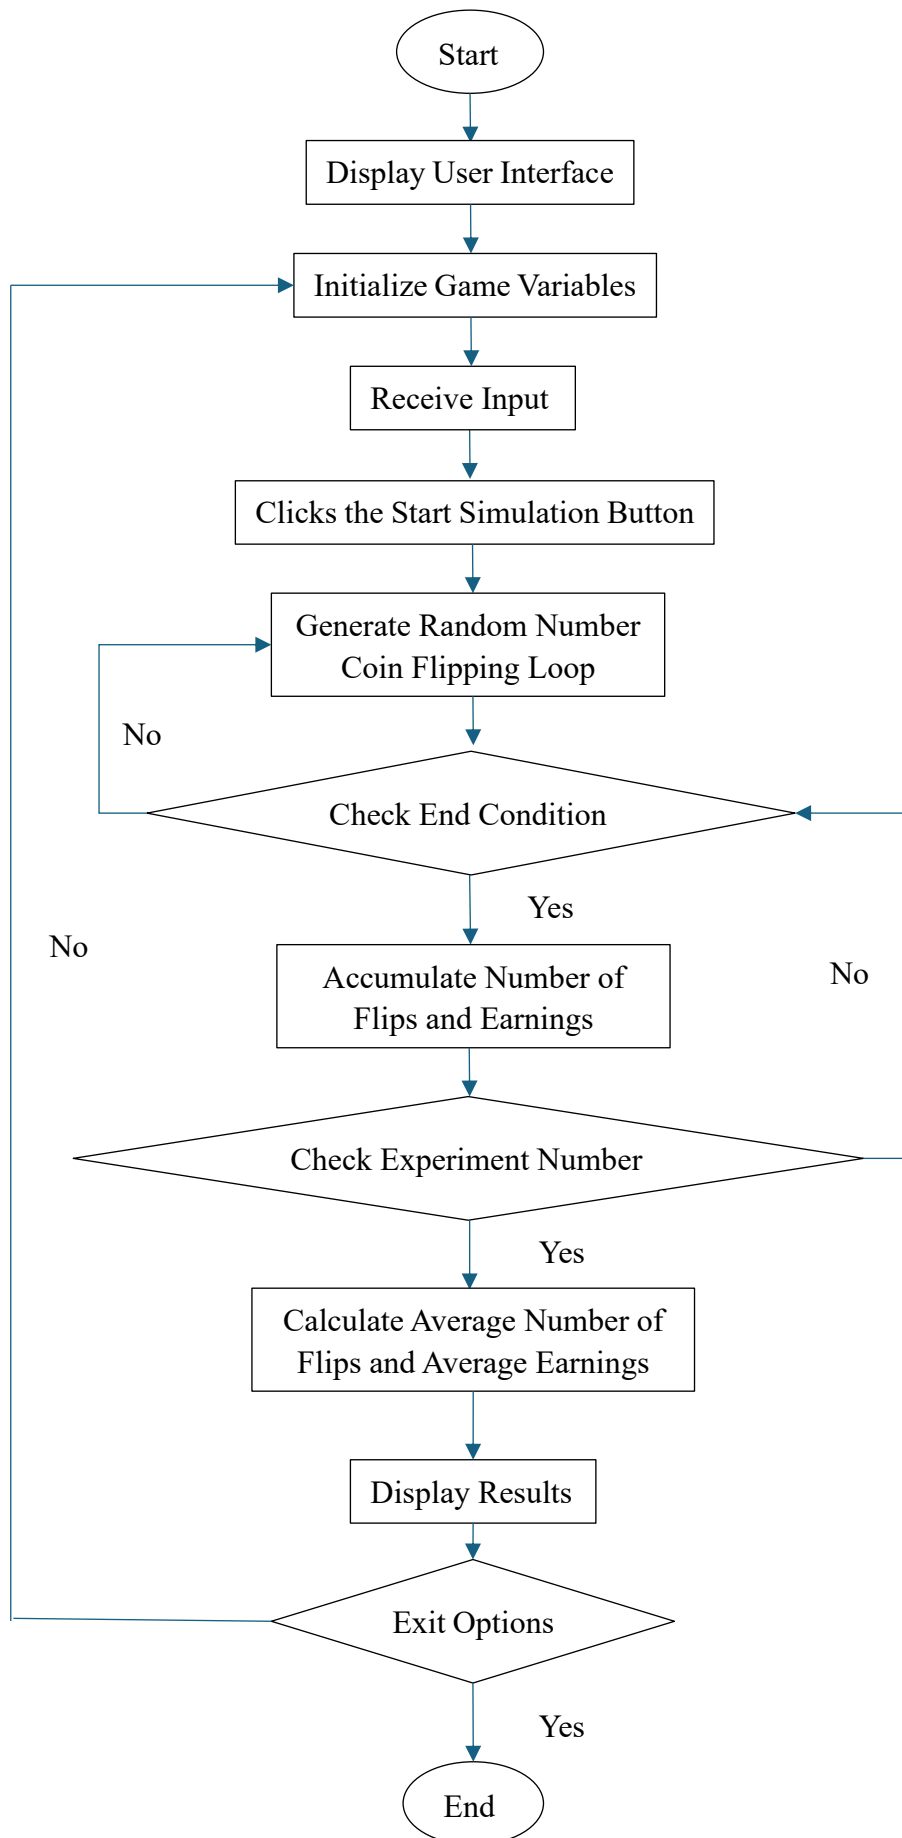 Start
Display User Interface
Initialize Game Variables
Receive Input
Clicks the Start Simulation Button
Generate Random Number
Coin Flipping Loop
No
Check End Condition
Yes
No
No
Accumulate Number of
Flips and Earnings
Check Experiment Number
Yes
Calculate Average Number of
Flips and Average Earnings
Display Results
Exit Options
Yes
End